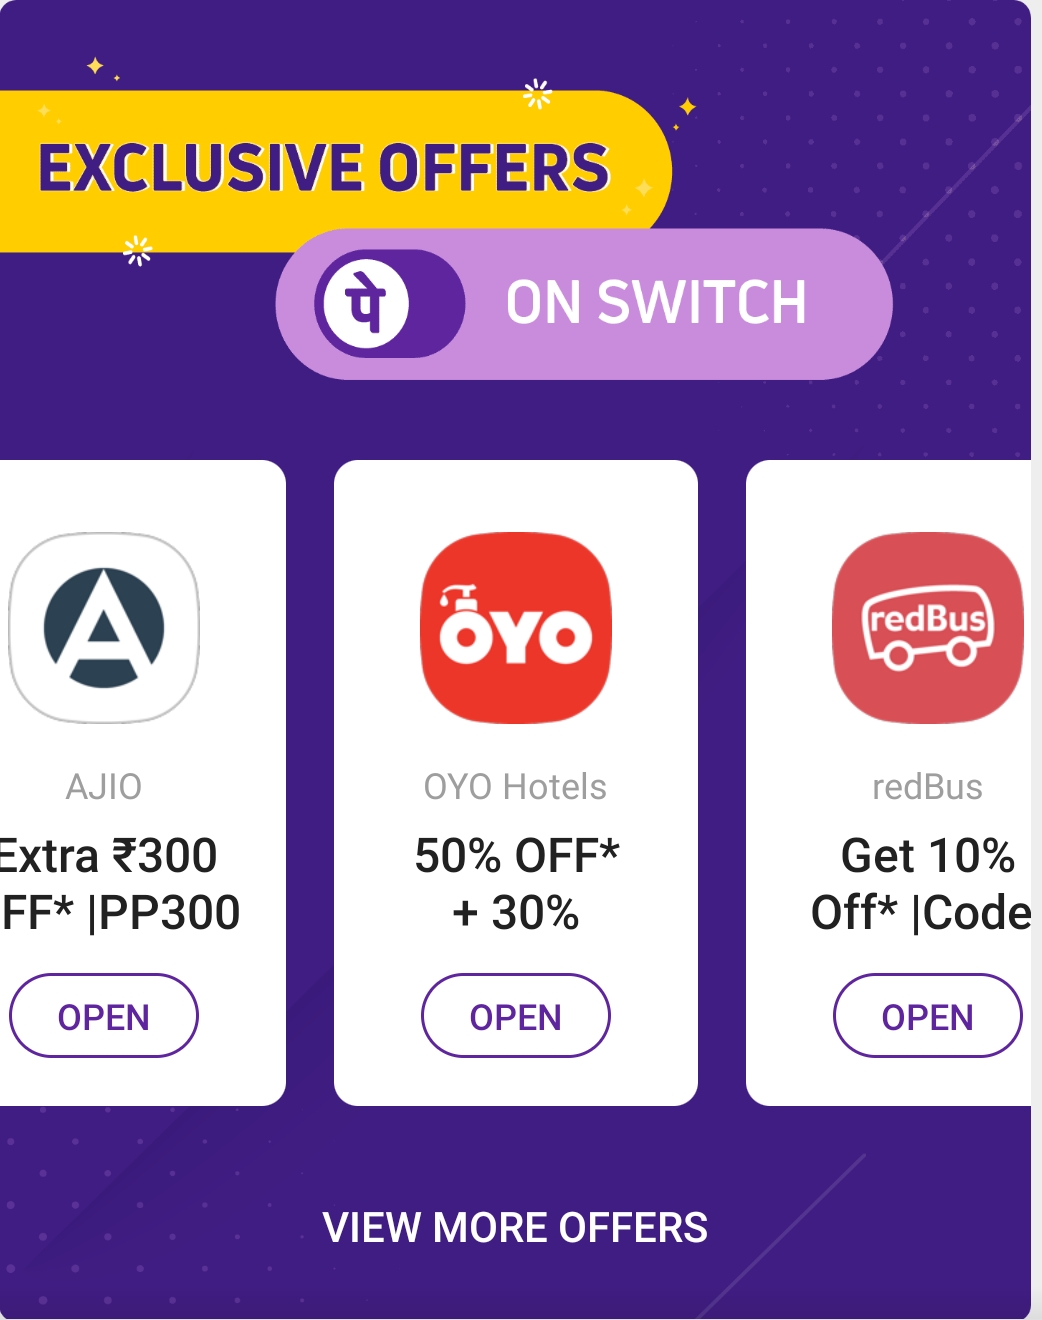 EXCLUSIVE OFFERS
पे
ON SWITCH
AJIO
Extra ₹300
FF* |PP300
OPEN
OYO
OYO Hotels
50% OFF*
+ 30%
OPEN
redBus
redBus
Get 10%
Off* |Code
OPEN
VIEW MORE OFFERS